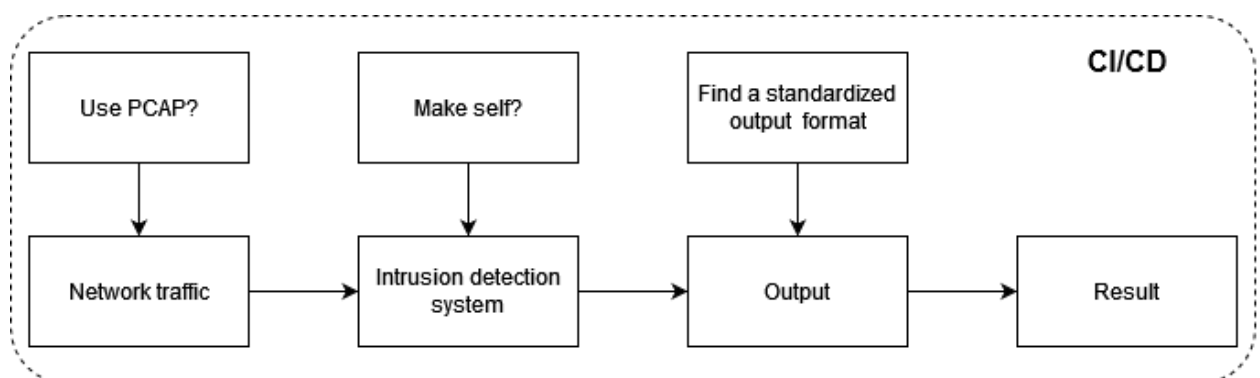 CI/CD
Use PCAP?
Make self?
Find a standardized
output format
Network traffic
Intrusion detection
system
Output
Result